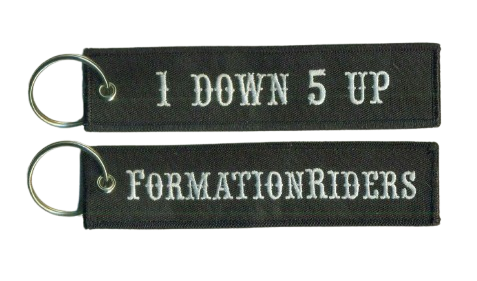 1 DOWN 5 UP
FORMATIONRIDERS